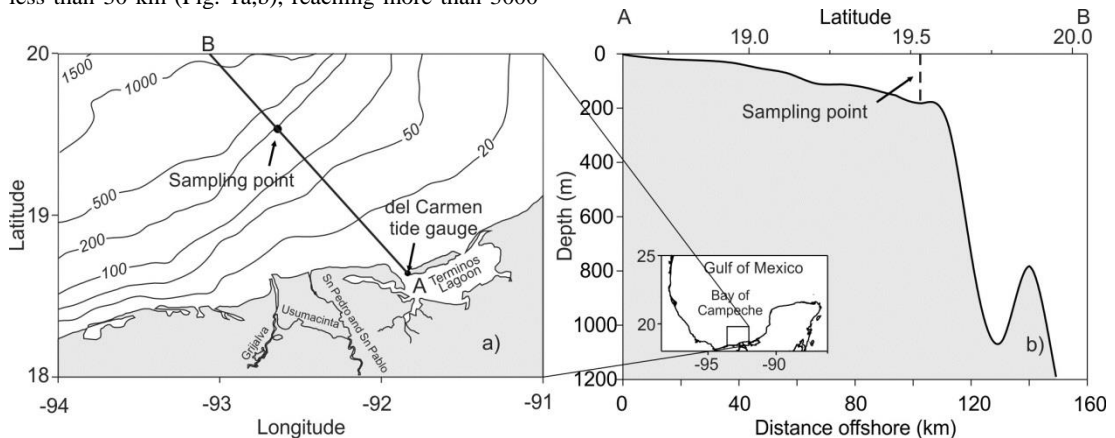 less than 30 km (Fig. 1a,b), reaching more than 3000
20
19
18
Latitude
-94
-93
-92
-91
Longitude
B
1500
1000
500
200
100
50
20
Sampling point
del Carmen
tide gauge
A
Terminos
Lagoon
Sn Pedro and Sn Pablo
Usumacinta
Grijalva
a)
A
Latitude
B
19.0
19.5
20.0
0
200
400
600
800
1000
1200
Depth (m)
Sampling point
25
20
Gulf of Mexico
Bay of
Campeche
-95
-90
b)
0
40
80
120
160
Distance offshore (km)